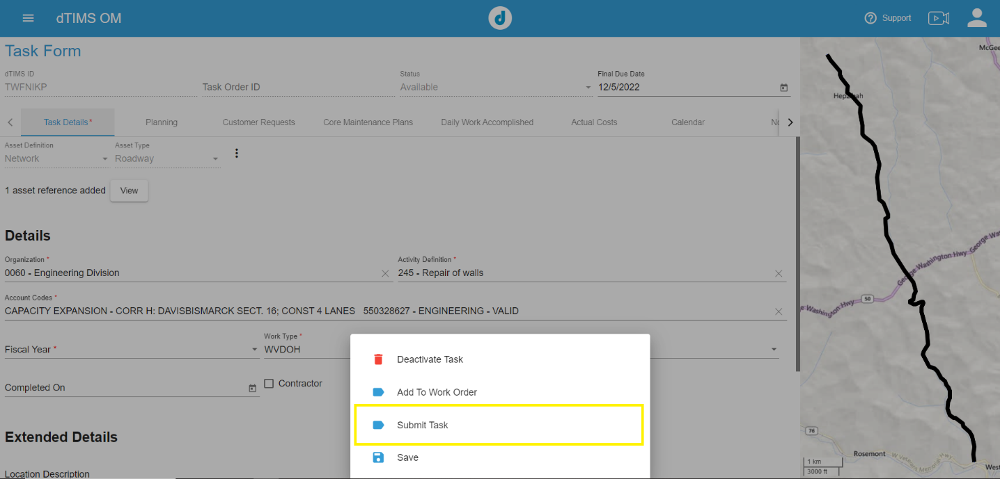 dTIMS OM
d
Support
Task Form
dTIMS ID
TWFNIKP
Task Order ID
Status
Available
Final Due Date
12/5/2022
Task Details*
Planning
Customer Requests
Core Maintenance Plans
Daily Work Accomplished
Actual Costs
Calendar
Asset Definition
Network
Asset Type
Roadway
1 asset reference added
View
Details
Organization *
0060 - Engineering Division
Activity Definition *
245 - Repair of walls
Account Codes *
CAPACITY EXPANSION - CORR H: DAVISBISMARCK SECT. 16; CONST 4 LANES 550328627 - ENGINEERING - VALID
Fiscal Year *
Work Type *
WVDOH
Completed On
Contractor
Deactivate Task
Add To Work Order
Submit Task
Save
Extended Details
Location Description
McGee
Hepzibah
George Washington Hwy
George Wa
50
e Washington Hwy
76
Rosemont
W Veterans Memorial Hwy
West
1 km
3000 ft